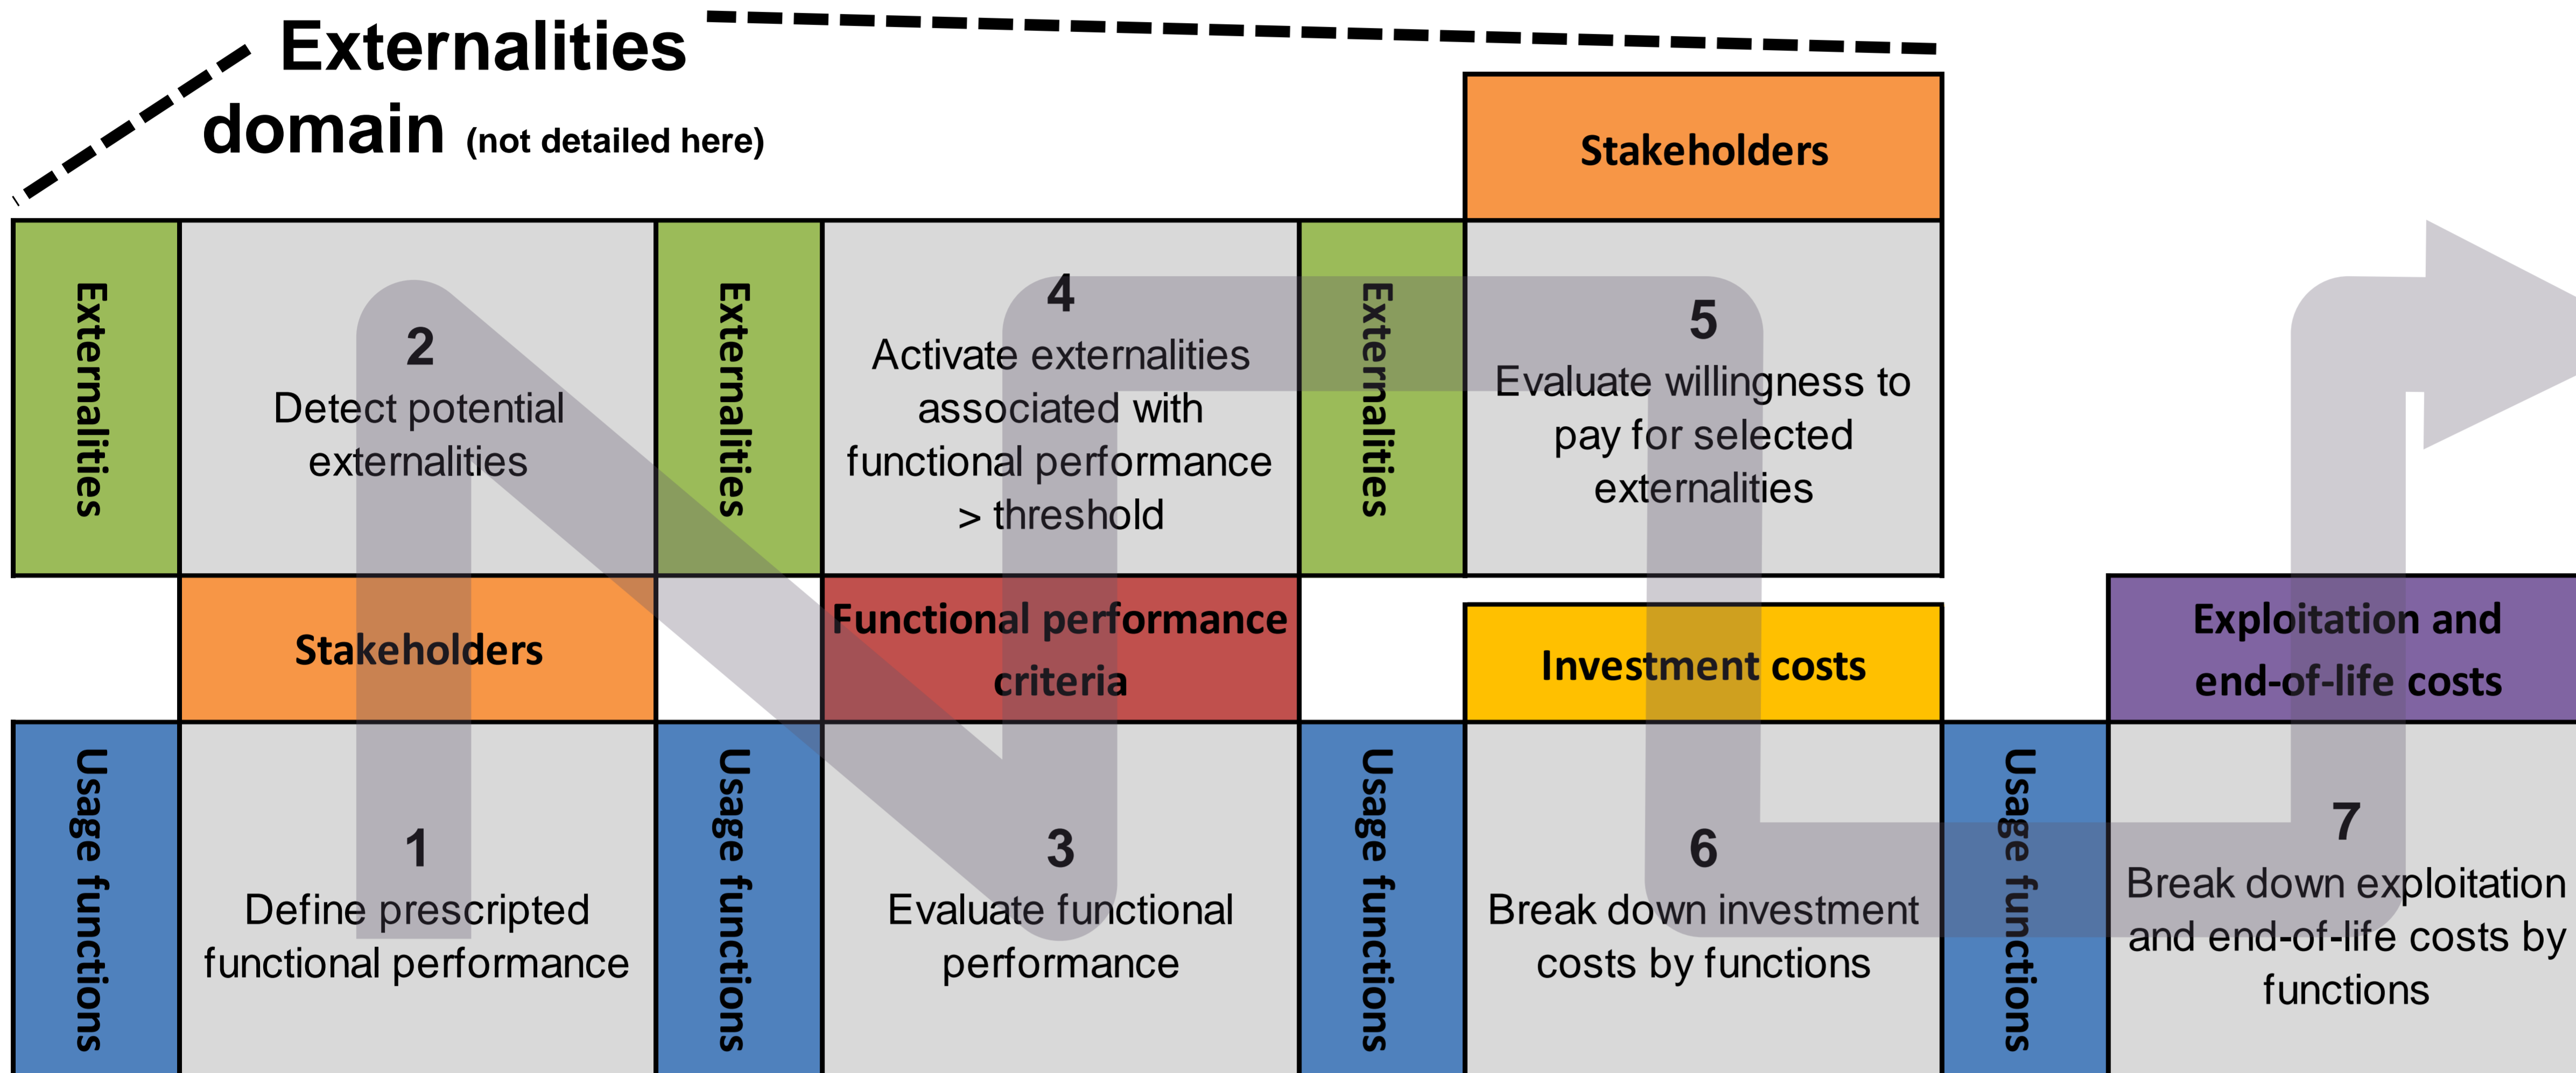 Externalities
domain (not detailed here)
Stakeholders
Externalities
2
Detect potential
externalities
Externalities
4
Activate externalities
associated with
functional performance
> threshold
Externalities
5
Evaluate willingness to
pay for selected
externalities
Stakeholders
Functional performance
criteria
Investment costs
Exploitation and
end-of-life costs
Usage functions
1
Define prescripted
functional performance
Usage functions
3
Evaluate functional
performance
Usage functions
6
Break down investment
costs by functions
Usage functions
7
Break down exploitation
and end-of-life costs by
functions